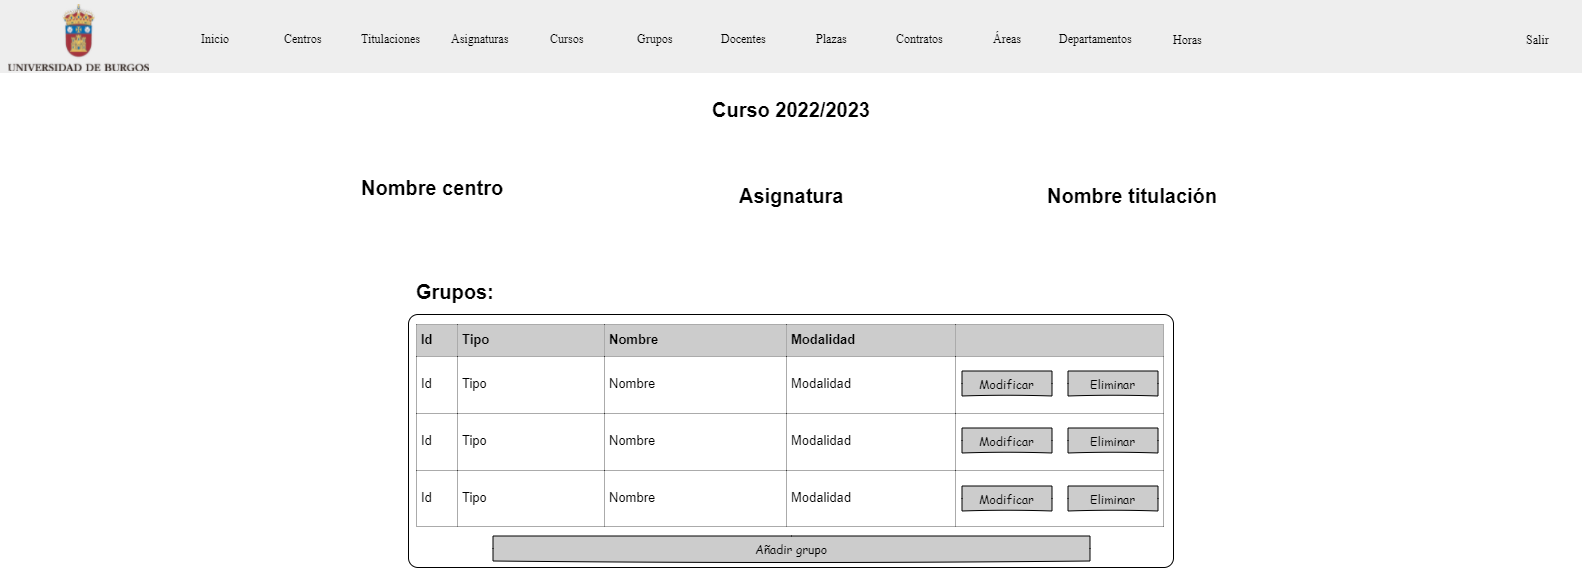 UNIVERSIDAD DE BURGOS
Inicio Centros Titulaciones Asignaturas Cursos Grupos Docentes Plazas Contratos Áreas Departamentos Horas Salir
Curso 2022/2023
Nombre centro Asignatura Nombre titulación
Grupos:
Id Tipo Nombre Modalidad
Id Tipo Nombre Modalidad Modificar Eliminar
Id Tipo Nombre Modalidad Modificar Eliminar
Id Tipo Nombre Modalidad Modificar Eliminar
Añadir grupo